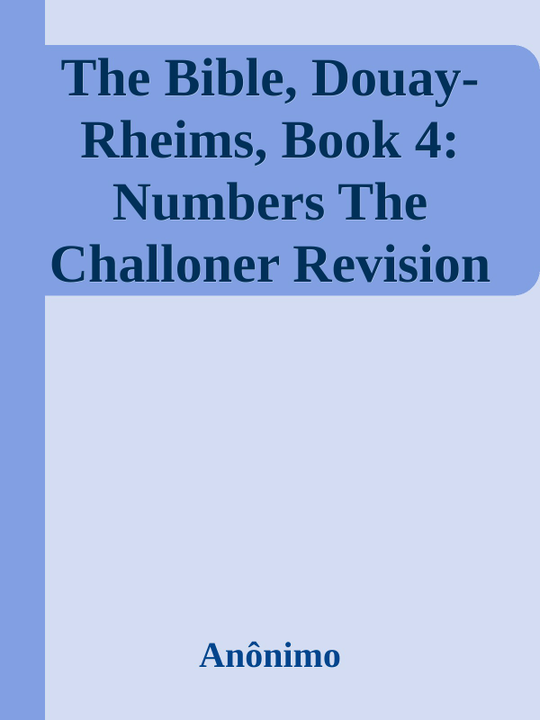 The Bible, Douay-
Rheims, Book 4:
Numbers The
Challoner Revision
Anônimo